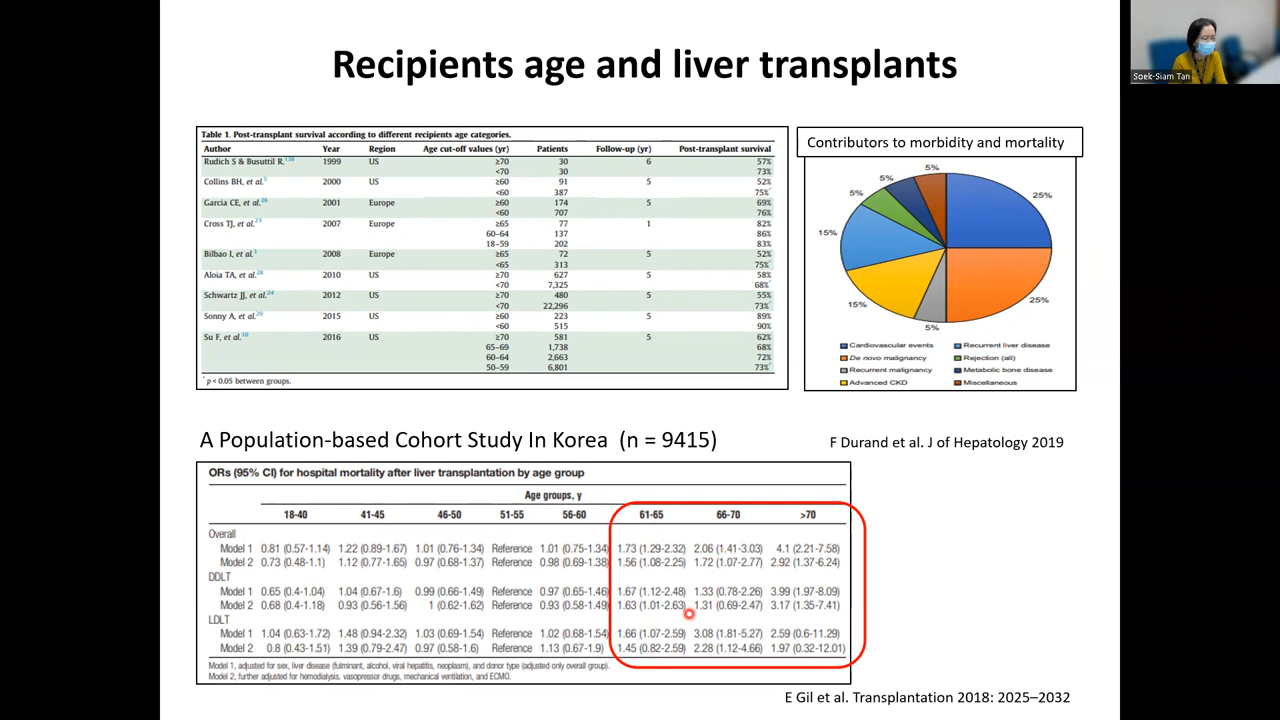 Recipients age and liver transplants
Soek-Siam Tan
Table 1. Post-transplant survival according to different recipients age categories.
Author Year Region Age cut-off values (yr) Patients Follow-up (yr) Post-transplant survival
Rudich S & Busuttil R. 1999 US ≥70 30 6 57%
<70 30 73%
Collins BH, et al.5 2000 US ≥60 91 5 52%
<60 387 75%*
Garcia CE, et al.26 2001 Europe ≥60 174 5 69%
<60 707 76%
Cross TJ, et al.23 2007 Europe ≥65 77 1 82%
60–64 137 86%
18–59 202 83%
Bilbao I, et al.3 2008 Europe ≥65 72 5 52%
<65 313 75%*
Aloia TA, et al.28 2010 US ≥70 627 5 58%
<70 7,325 68%*
Schwartz JJ, et al.24 2012 US ≥70 480 5 55%
<70 22,296 73%*
Sonny A, et al.29 2015 US ≥60 223 5 89%
<60 515 90%
Su F, et al.10 2016 US ≥70 581 5 62%
65–69 1,738 68%
60–64 2,663 72%
50–59 6,801 73%*
* p < 0.05 between groups.
Contributors to morbidity and mortality
5%
5%
5%
25%
15%
15%
25%
5%
Cardiovascular events Recurrent liver disease
De novo malignancy Rejection (all)
Recurrent malignancy Metabolic bone disease
Advanced CKD Miscellaneous
A Population-based Cohort Study In Korea (n = 9415)
F Durand et al. J of Hepatology 2019
ORs (95% CI) for hospital mortality after liver transplantation by age group
Age groups, y
18-40 41-45 46-50 51-55 56-60 61-65 66-70 >70
Overall
Model 1 0.81 (0.57-1.14) 1.22 (0.89-1.67) 1.01 (0.76-1.34) Reference 1.01 (0.75-1.34) 1.73 (1.29-2.32) 2.06 (1.41-3.03) 4.1 (2.21-7.58)
Model 2 0.73 (0.48-1.1) 1.12 (0.77-1.65) 0.97 (0.68-1.37) Reference 0.98 (0.69-1.38) 1.56 (1.08-2.25) 1.72 (1.07-2.77) 2.92 (1.37-6.24)
DDLT
Model 1 0.65 (0.4-1.04) 1.04 (0.67-1.6) 0.99 (0.66-1.49) Reference 0.97 (0.65-1.46) 1.67 (1.12-2.48) 1.33 (0.78-2.26) 3.99 (1.97-8.09)
Model 2 0.68 (0.4-1.18) 0.93 (0.56-1.56) 1 (0.62-1.62) Reference 0.93 (0.58-1.49) 1.63 (1.01-2.63) 1.31 (0.69-2.47) 3.17 (1.35-7.41)
LDLT
Model 1 1.04 (0.63-1.72) 1.48 (0.94-2.32) 1.03 (0.69-1.54) Reference 1.02 (0.68-1.54) 1.66 (1.07-2.59) 3.08 (1.81-5.27) 2.59 (0.6-11.29)
Model 2 0.8 (0.43-1.51) 1.39 (0.79-2.47) 0.97 (0.58-1.6) Reference 1.13 (0.67-1.9) 1.45 (0.82-2.59) 2.28 (1.12-4.66) 1.97 (0.32-12.01)
Model 1, adjusted for sex, liver disease (fulminant, alcohol, viral hepatitis, neoplasm), and donor type (adjusted only overall group).
Model 2, further adjusted for hemodialysis, vasopressor drugs, mechanical ventilation, and ECMO.
E Gil et al. Transplantation 2018: 2025–2032